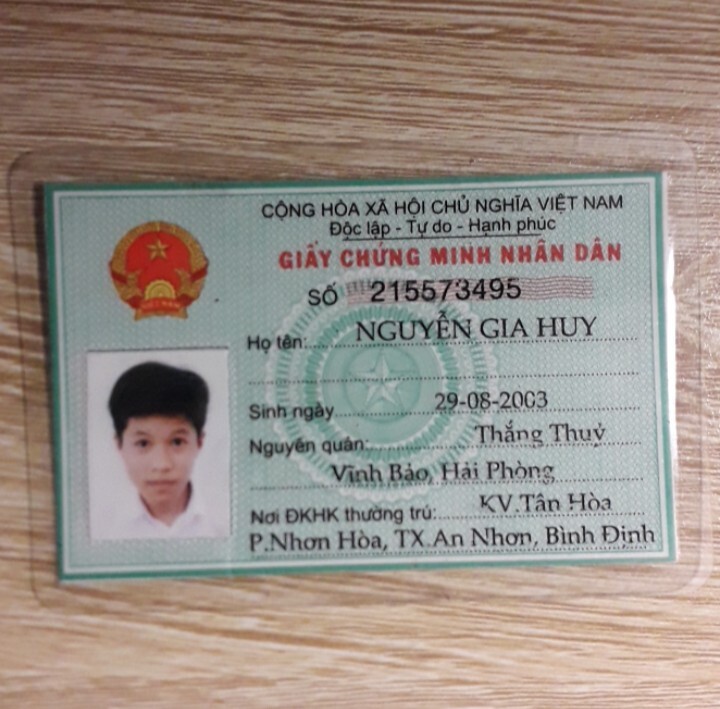 CỘNG HÒA XÃ HỘI CHỦ NGHĨA VIỆT NAM
Độc lập - Tự do - Hạnh phúc
GIẤY CHỨNG MINH NHÂN DÂN
SỐ 215573495
Họ tên: NGUYỄN GIA HUY
Sinh ngày 29-08-2003
Nguyên quán: Thắng Thuỷ
Vĩnh Bảo, Hải Phòng
Nơi ĐKHK thường trú: KV.Tân Hòa
P.Nhơn Hòa, TX.An Nhơn, Bình Định
VIỆT NAM